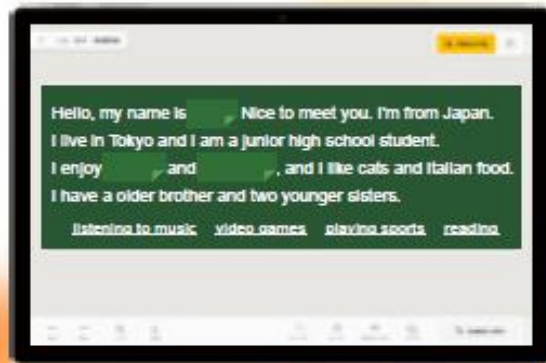 Hello, my name is Nice to meet you. I'm from Japan.
I live in Tokyo and I am a junior high school student.
I enjoy and , and I like cats and Italian food.
I have a older brother and two younger sisters.
listening to music video games playing sports reading